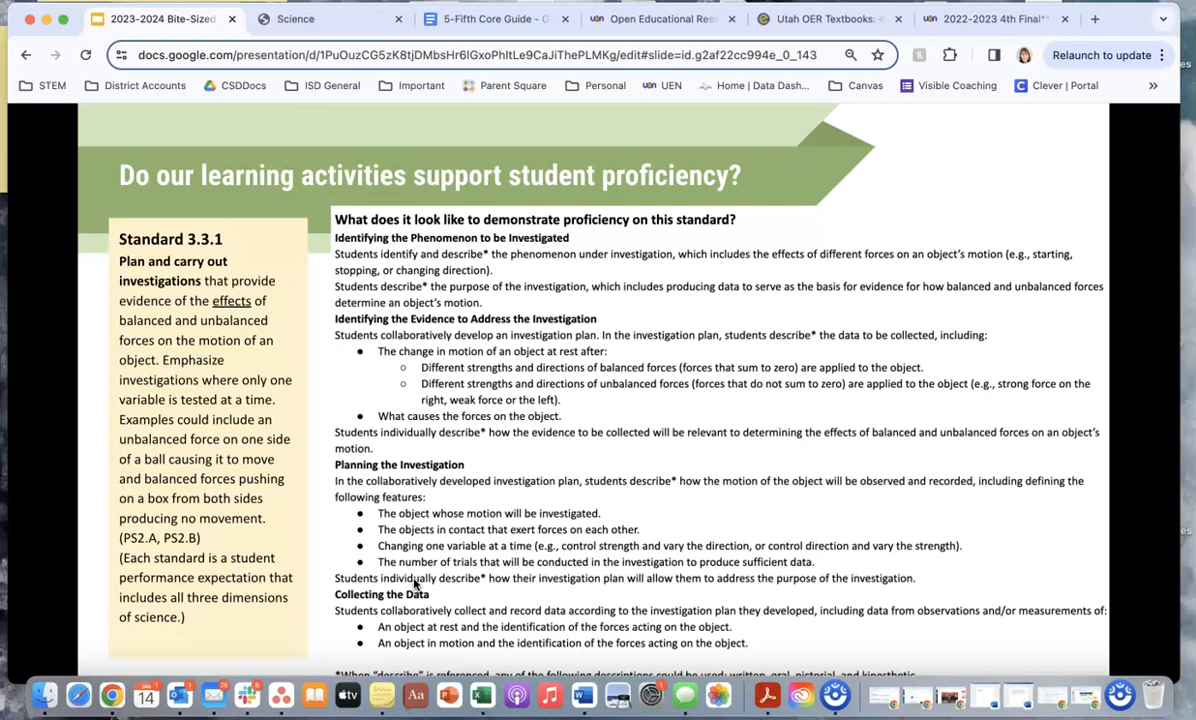 2023-2024 Bite-Sized
Science
5-Fifth Core Guide - G
Open Educational Res
Utah OER Textbooks:
2022-2023 4th Final*
docs.google.com/presentation/d/1PuOuzCG5zK8tjDMbsHr6lGxoPhltLe9CaJiThePLMKg/edit#slide=id.g2af22cc994e_0_143
Relaunch to update
STEM
District Accounts
CSDDocs
ISD General
Important
Parent Square
Personal
UEN
Home | Data Dash...
Canvas
Visible Coaching
Clever | Portal
Do our learning activities support student proficiency?
Standard 3.3.1
Plan and carry out
investigations that provide
evidence of the effects of
balanced and unbalanced
forces on the motion of an
object. Emphasize
investigations where only one
variable is tested at a time.
Examples could include an
unbalanced force on one side
of a ball causing it to move
and balanced forces pushing
on a box from both sides
producing no movement.
(PS2.A, PS2.B)
(Each standard is a student
performance expectation that
includes all three dimensions
of science.)
What does it look like to demonstrate proficiency on this standard?
Identifying the Phenomenon to be Investigated
Students identify and describe* the phenomenon under investigation, which includes the effects of different forces on an object's motion (e.g., starting,
stopping, or changing direction).
Students describe* the purpose of the investigation, which includes producing data to serve as the basis for evidence for how balanced and unbalanced forces
determine an object's motion.
Identifying the Evidence to Address the Investigation
Students collaboratively develop an investigation plan. In the investigation plan, students describe* the data to be collected, including:
● The change in motion of an object at rest after:
○ Different strengths and directions of balanced forces (forces that sum to zero) are applied to the object.
○ Different strengths and directions of unbalanced forces (forces that do not sum to zero) are applied to the object (e.g., strong force on the
right, weak force or the left).
● What causes the forces on the object.
Students individually describe* how the evidence to be collected will be relevant to determining the effects of balanced and unbalanced forces on an object's
motion.
Planning the Investigation
In the collaboratively developed investigation plan, students describe* how the motion of the object will be observed and recorded, including defining the
following features:
● The object whose motion will be investigated.
● The objects in contact that exert forces on each other.
● Changing one variable at a time (e.g., control strength and vary the direction, or control direction and vary the strength).
● The number of trials that will be conducted in the investigation to produce sufficient data.
Students individually describe* how their investigation plan will allow them to address the purpose of the investigation.
Collecting the Data
Students collaboratively collect and record data according to the investigation plan they developed, including data from observations and/or measurements of:
● An object at rest and the identification of the forces acting on the object.
● An object in motion and the identification of the forces acting on the object.
*When "describe" is referenced, any of the following descriptions could be used: written, oral, pictorial, and kinesthetic.
JAN
14
Aa
tv